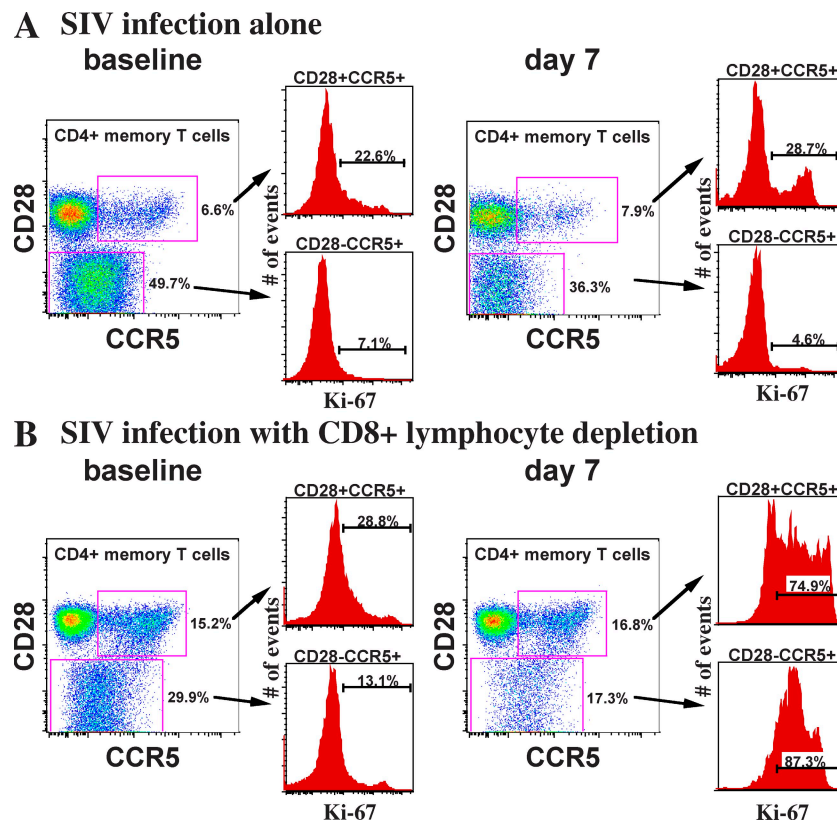 A SIV infection alone
baseline
day 7
CD4+ memory T cells
CD28
CCR5
6.6%
49.7%
CD28+CCR5+
22.6%
# of events
CD28-CCR5+
7.1%
Ki-67
CD4+ memory T cells
CD28
CCR5
7.9%
36.3%
CD28+CCR5+
28.7%
# of events
CD28-CCR5+
4.6%
Ki-67
B SIV infection with CD8+ lymphocyte depletion
baseline
day 7
CD4+ memory T cells
CD28
CCR5
15.2%
29.9%
CD28+CCR5+
28.8%
# of events
CD28-CCR5+
13.1%
Ki-67
CD4+ memory T cells
CD28
CCR5
16.8%
17.3%
CD28+CCR5+
74.9%
# of events
CD28-CCR5+
87.3%
Ki-67